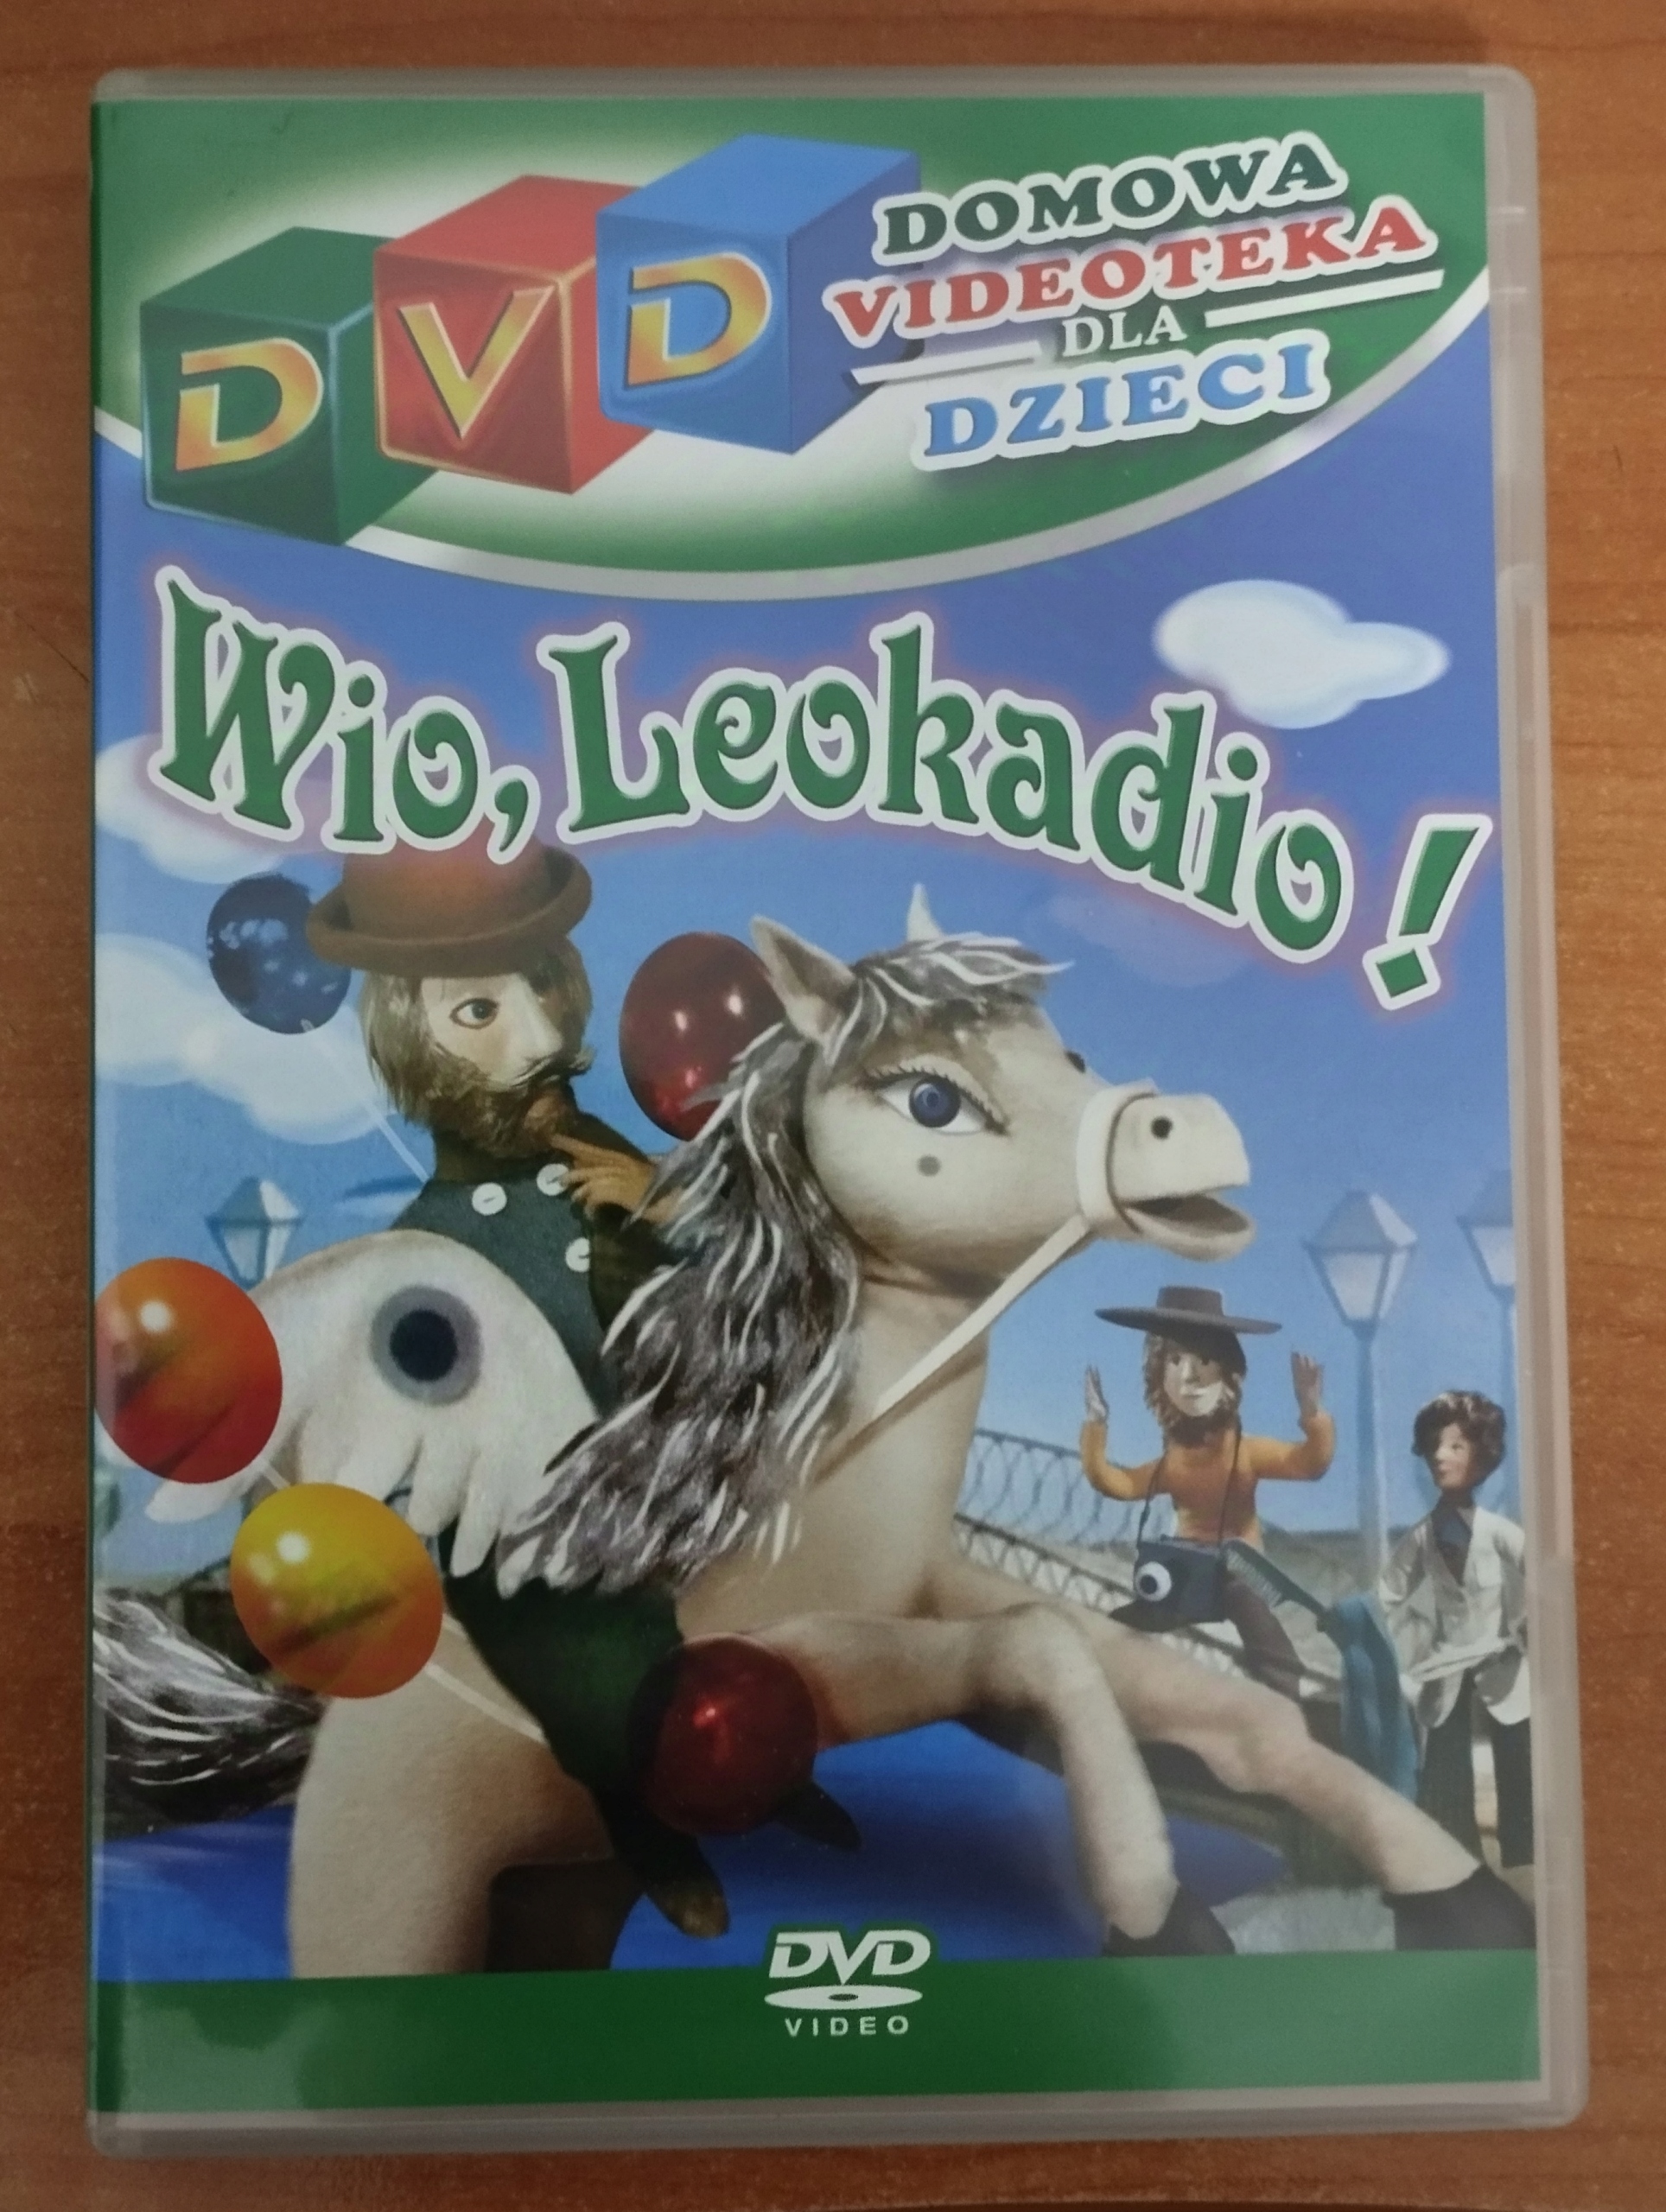 DVD
DOMOWA
VIDEOTEKA
DLA
DZIECI
Wio, Leokadio!
DVD
VIDEO